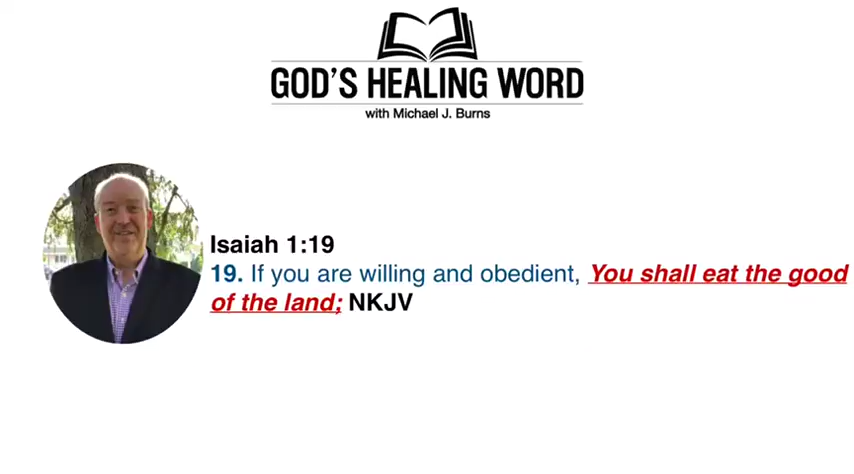 GOD'S HEALING WORD
with Michael J. Burns
Isaiah 1:19
19. If you are willing and obedient, You shall eat the good
of the land; NKJV